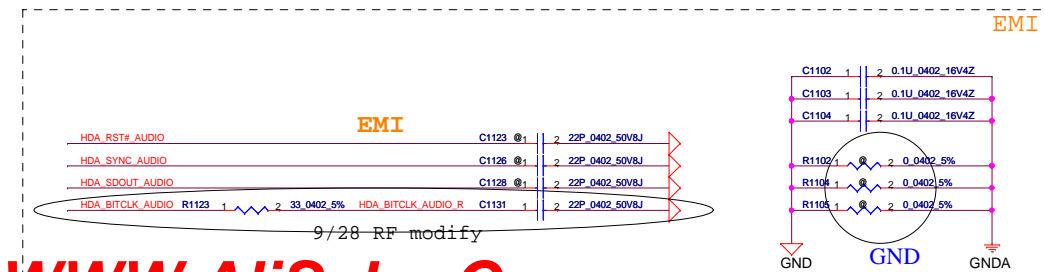 EMI
C1102 1 2 0.1U_0402_16V4Z
C1103 1 2 0.1U_0402_16V4Z
C1104 1 2 0.1U_0402_16V4Z
EMI
HDA_RST#_AUDIO C1123 @ 1 2 22P_0402_50V8J
HDA_SYNC_AUDIO C1126 @ 1 2 22P_0402_50V8J
HDA_SDOUT_AUDIO C1128 @ 1 2 22P_0402_50V8J
HDA_BITCLK_AUDIO R1123 1 2 33_0402_5% HDA_BITCLK_AUDIO_R C1131 1 2 22P_0402_50V8J
9/28 RF modify
R1102 1 @ 2 0_0402_5%
R1104 1 @ 2 0_0402_5%
R1105 1 @ 2 0_0402_5%
GND GND GNDA